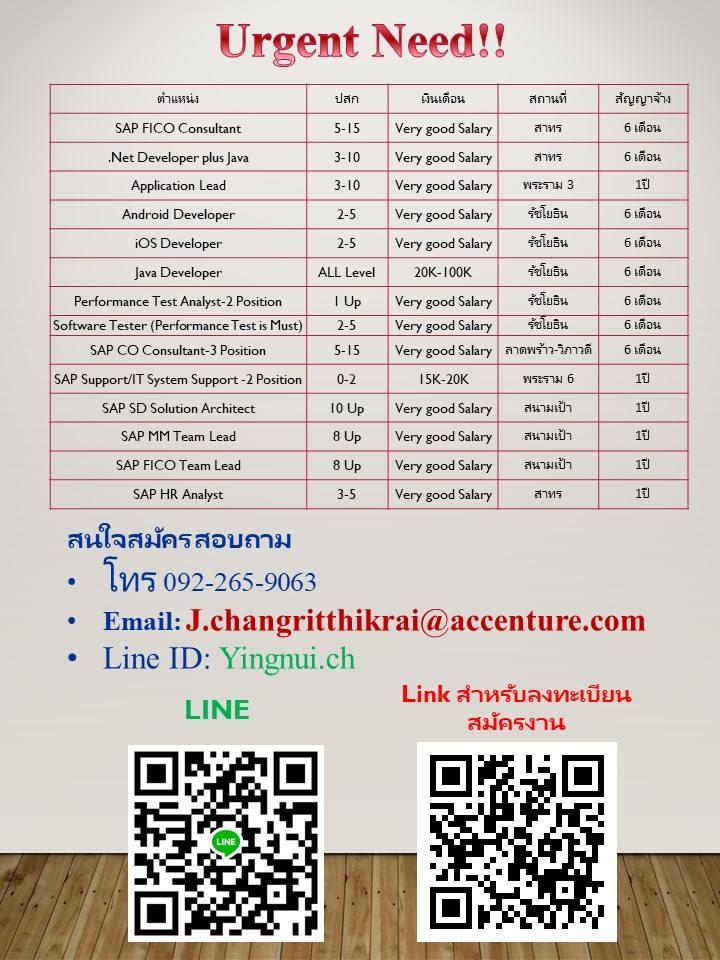 Urgent Need!!
ตำแหน่ง ปสก เงินเดือน สถานที่ สัญญาจ้าง
SAP FICO Consultant 5-15 Very good Salary สาทร 6 เดือน
.Net Developer plus Java 3-10 Very good Salary สาทร 6 เดือน
Application Lead 3-10 Very good Salary พระราม 3 1ปี
Android Developer 2-5 Very good Salary รัชโยธิน 6 เดือน
iOS Developer 2-5 Very good Salary รัชโยธิน 6 เดือน
Java Developer ALL Level 20K-100K รัชโยธิน 6 เดือน
Performance Test Analyst-2 Position 1 Up Very good Salary รัชโยธิน 6 เดือน
Software Tester (Performance Test is Must) 2-5 Very good Salary รัชโยธิน 6 เดือน
SAP CO Consultant-3 Position 5-15 Very good Salary ลาดพร้าว-วิภาวดี 6 เดือน
SAP Support/IT System Support -2 Position 0-2 15K-20K พระราม 6 1ปี
SAP SD Solution Architect 10 Up Very good Salary สนามเป้า 1ปี
SAP MM Team Lead 8 Up Very good Salary สนามเป้า 1ปี
SAP FICO Team Lead 8 Up Very good Salary สนามเป้า 1ปี
SAP HR Analyst 3-5 Very good Salary สาทร 1ปี
สนใจสมัครสอบถาม
• โทร 092-265-9063
• Email: J.changritthikrai@accenture.com
• Line ID: Yingnui.ch
LINE
Link สำหรับลงทะเบียน
สมัครงาน
LINE